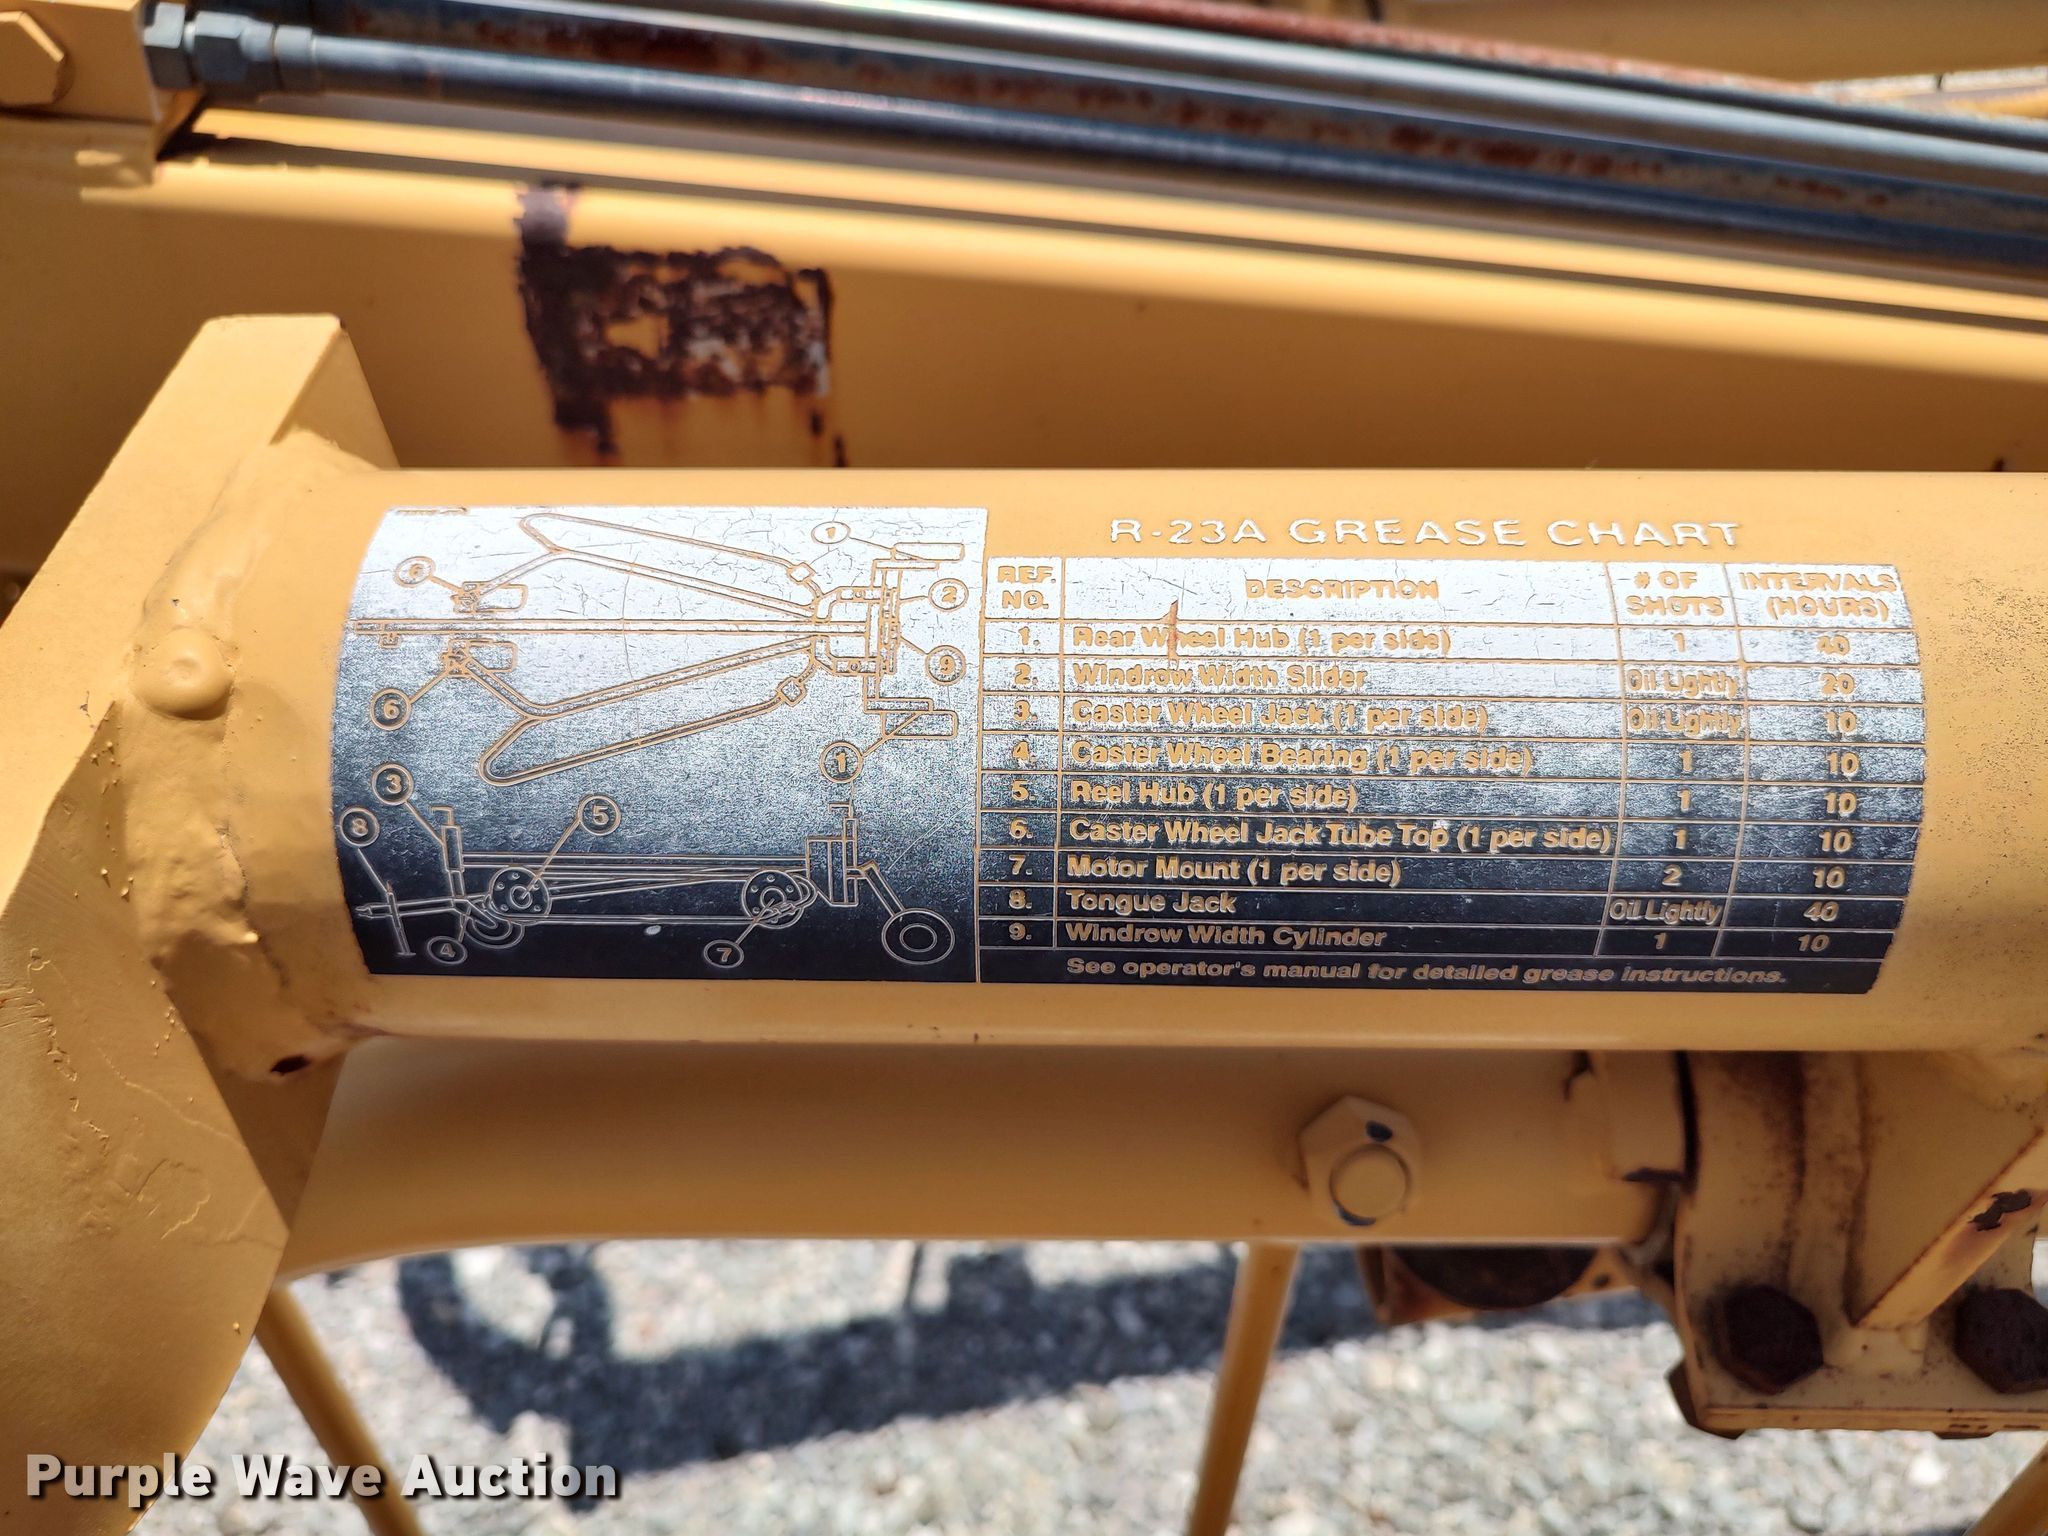 R-23A GREASE CHART
REF. NO. DESCRIPTION # OF SHOTS INTERVALS (HOURS)
1. Rear Wheel Hub (1 per side) 1 40
2. Windrow Width Slider Oil Lightly 20
3. Caster Wheel Jack (1 per side) Oil Lightly 10
4. Caster Wheel Bearing (1 per side) 1 10
5. Reel Hub (1 per side) 1 10
6. Caster Wheel Jack Tube Top (1 per side) 1 10
7. Motor Mount (1 per side) 2 10
8. Tongue Jack Oil Lightly 40
9. Windrow Width Cylinder 1 10
See operator's manual for detailed grease instructions.
1
6
2
9
6
1
3
5
8
4
7
Purple Wave Auction